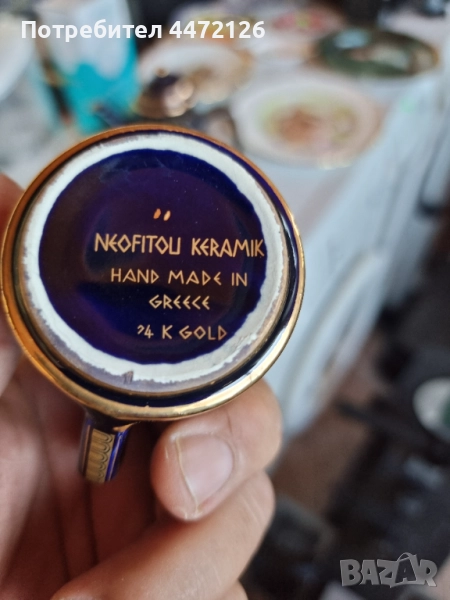 Потребител 4472126
NEOFITOU KERAMIK
HAND MADE IN
GREECE
24 K GOLD
BAZAR